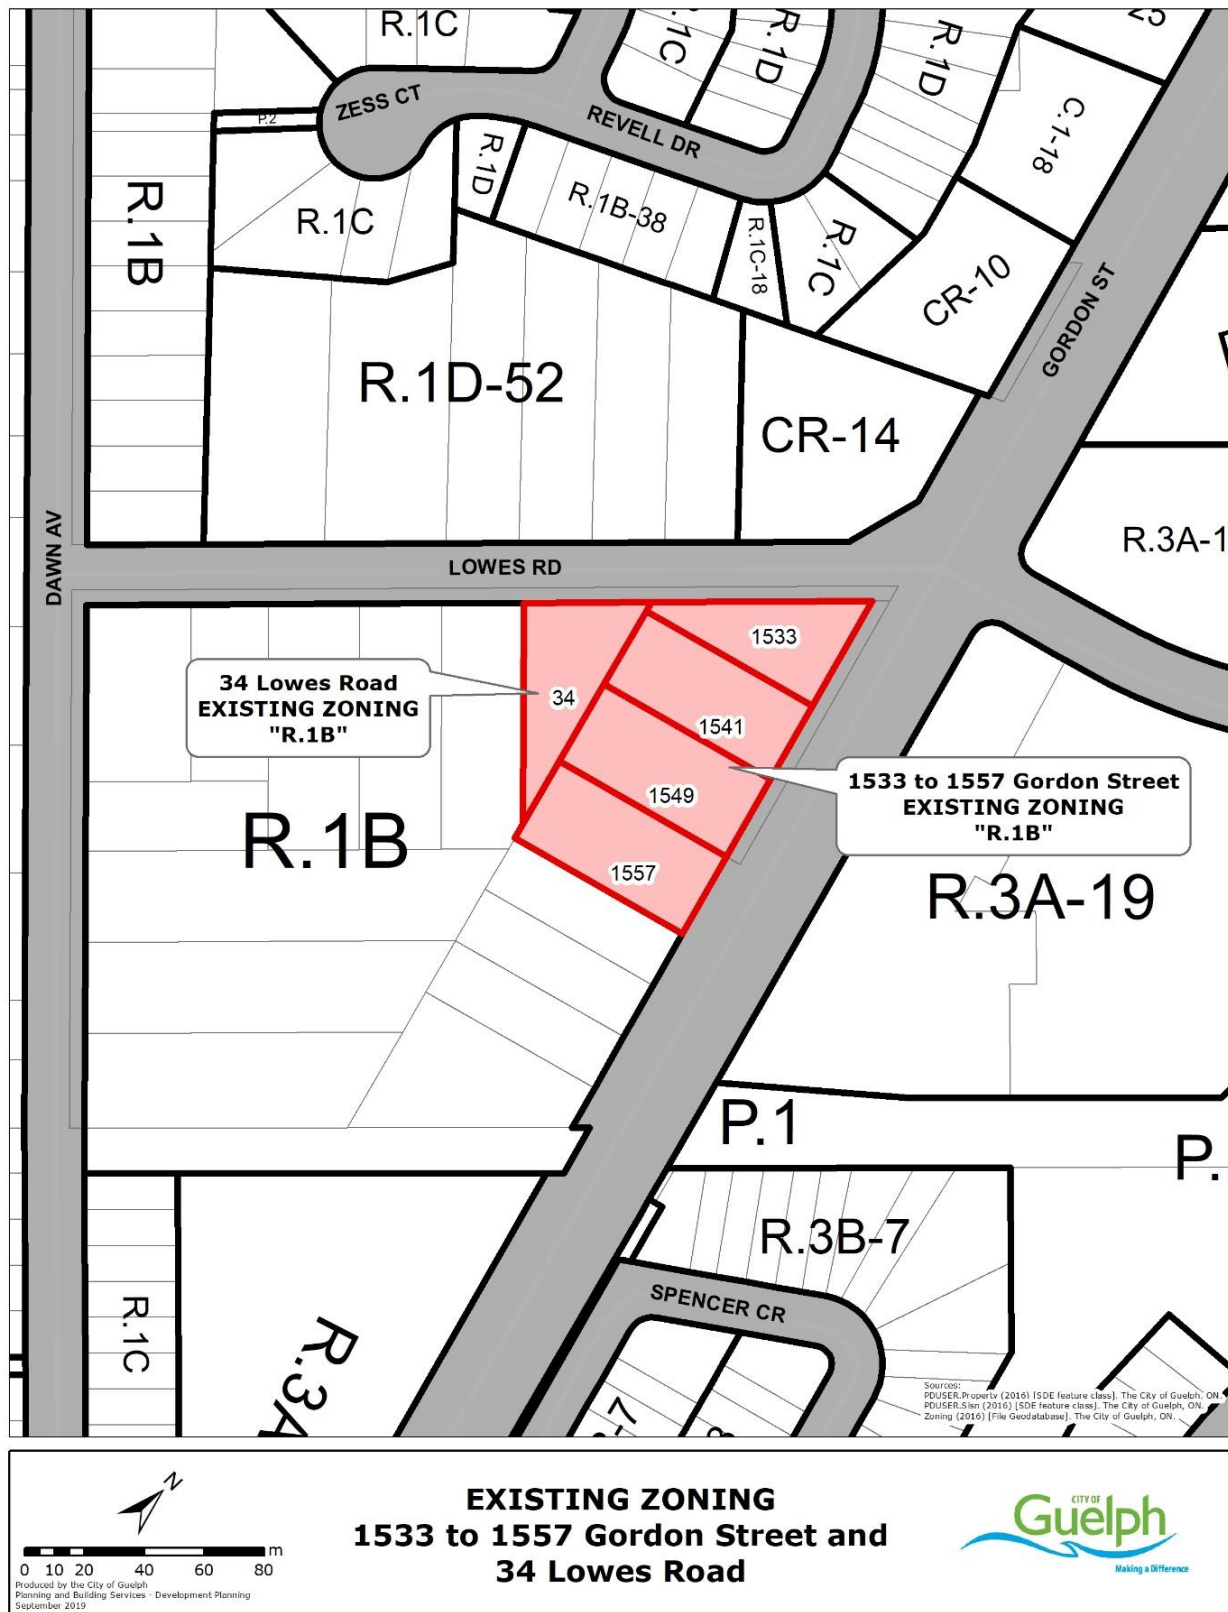 R.1C
R.1C
R.1D
R.1D
25
ZESS CT
P.2
REVELL DR
C.1-18
R.1D
R.1B
R.1C
R.1B-38
R.1C-18
R.1C
CR-10
GORDON ST
R.1D-52
CR-14
DAWN AV
R.3A-1
LOWES RD
1533
34 Lowes Road
EXISTING ZONING
"R.1B"
34
1541
1533 to 1557 Gordon Street
EXISTING ZONING
"R.1B"
1549
R.1B
1557
R.3A-19
P.1
P.
R.3B-7
SPENCER CR
R.1C
R.3A
-7
Sources:
PDUSER.Property (2016) [SDE feature class]. The City of Guelph, ON.
PDUSER.Slsn (2016) [SDE feature class]. The City of Guelph, ON.
Zoning (2016) [File Geodatabase]. The City of Guelph, ON.
N
m
0 10 20 40 60 80
Produced by the City of Guelph
Planning and Building Services - Development Planning
September 2019
EXISTING ZONING
1533 to 1557 Gordon Street and
34 Lowes Road
CITY OF
Guelph
Making a Difference